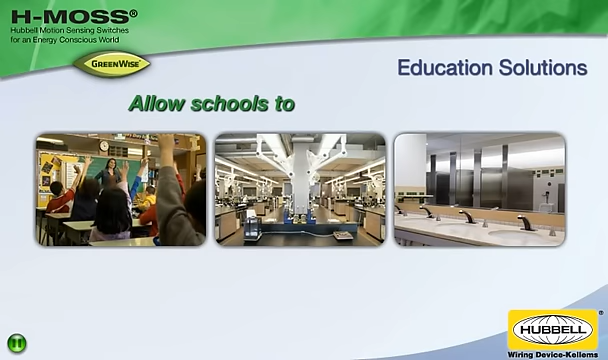 H-MOSS®
Hubbell Motion Sensing Switches
for an Energy Conscious World
GREENWISE
Education Solutions
Allow schools to
HUBBELL®
Wiring Device-Kellems